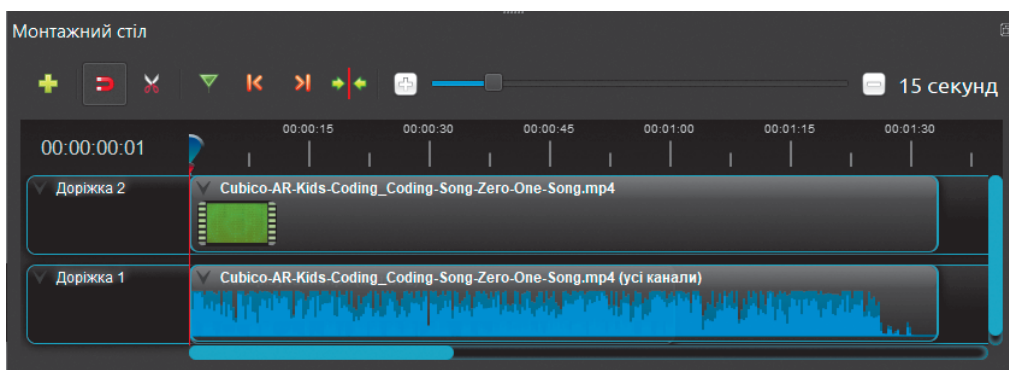 Монтажний стіл
15 секунд
00:00:00:01
00:00:15 00:00:30 00:00:45 00:01:00 00:01:15 00:01:30
Доріжка 2
Cubico-AR-Kids-Coding_Coding-Song-Zero-One-Song.mp4
Доріжка 1
Cubico-AR-Kids-Coding_Coding-Song-Zero-One-Song.mp4 (усі канали)